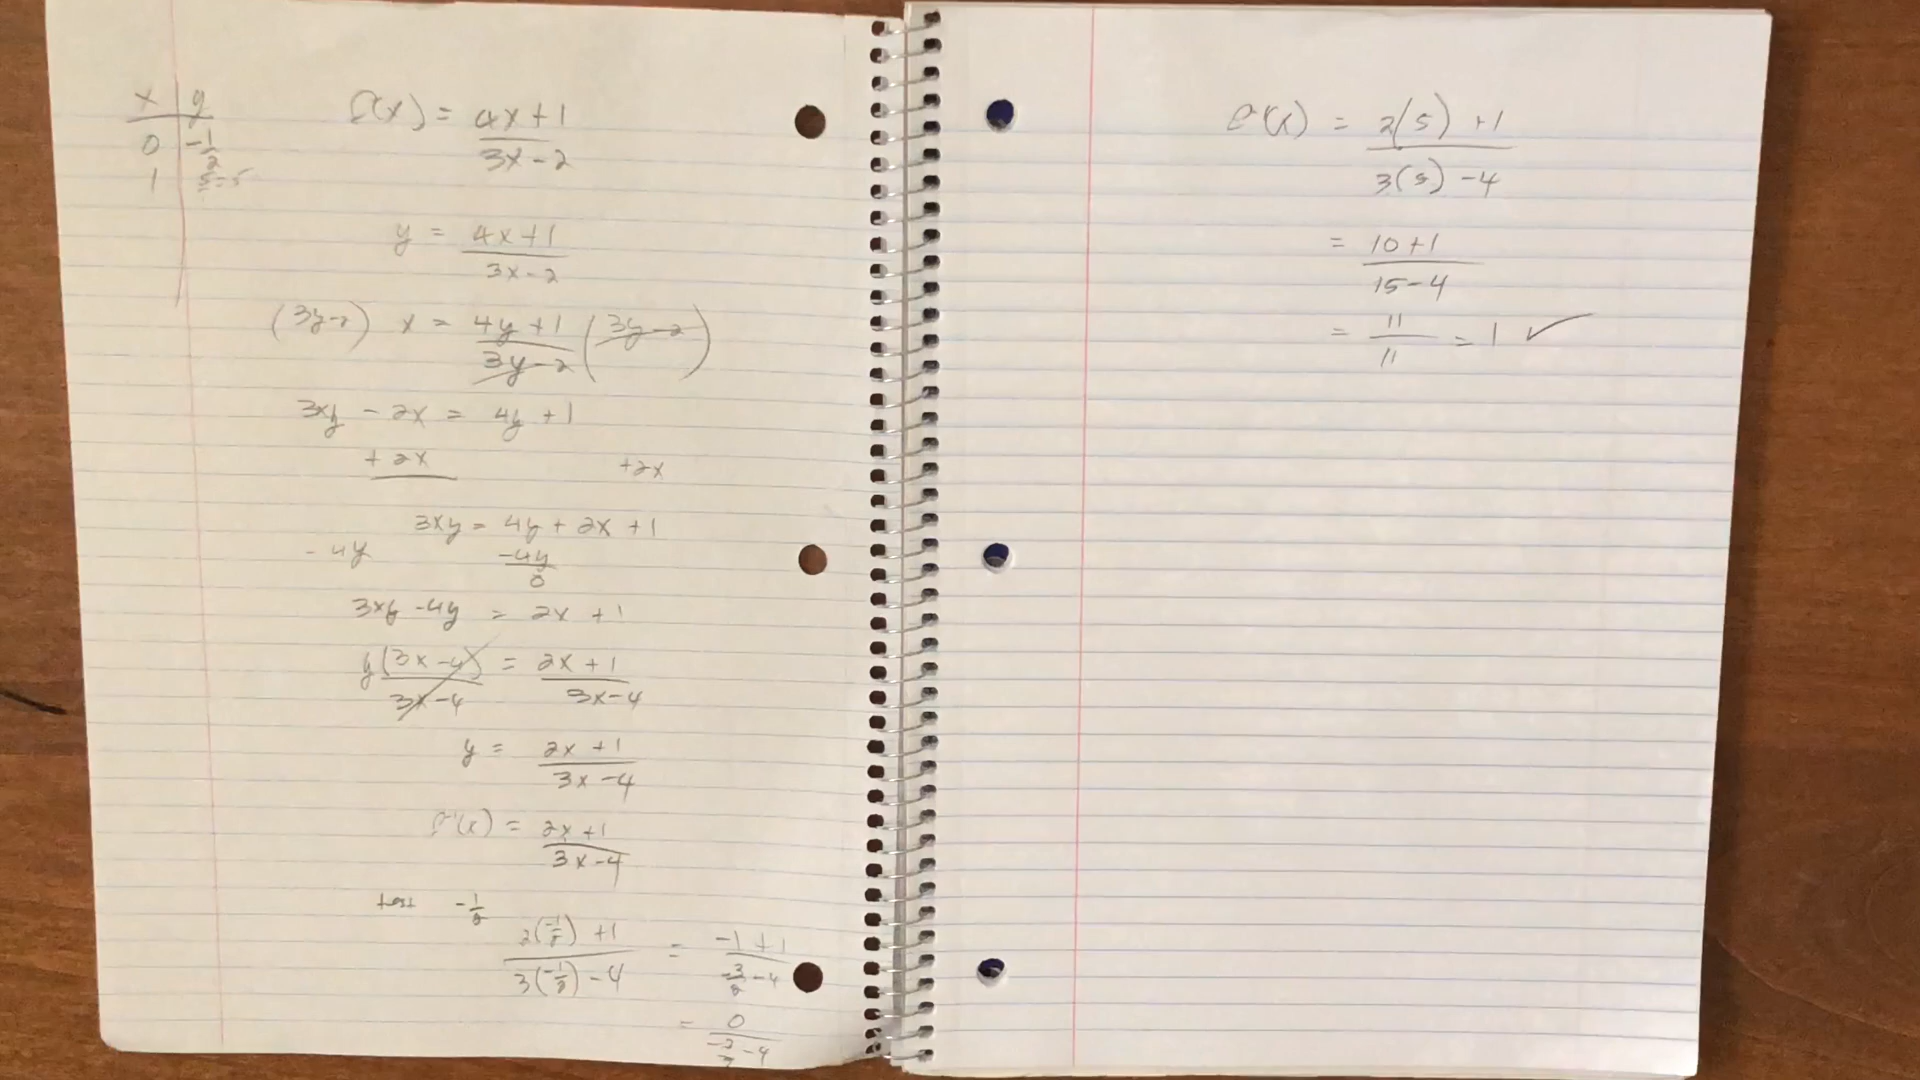 x | y
0 | -1/2
1 | 5 = 5
f(x) = (4x+1)/(3x-2)
y = (4x+1)/(3x-2)
(3y-2) x = (4y+1)/(3y-2) (3y-2)
3xy - 2x = 4y + 1
+ 2x +2x
3xy = 4y + 2x + 1
- 4y -4y
0
3xy - 4y = 2x + 1
y(3x-4)/(3x-4) = (2x+1)/(3x-4)
y = (2x+1)/(3x-4)
f⁻¹(x) = (2x+1)/(3x-4)
test -1/2
(2(-1/2) +1)/(3(-1/2) - 4) = (-1+1)/(-3/2 - 4)
= 0/(-3/2 - 4)
f⁻¹(x) = (2(5) +1)/(3(5) - 4)
= (10+1)/(15-4)
= 11/11 = 1 ✓